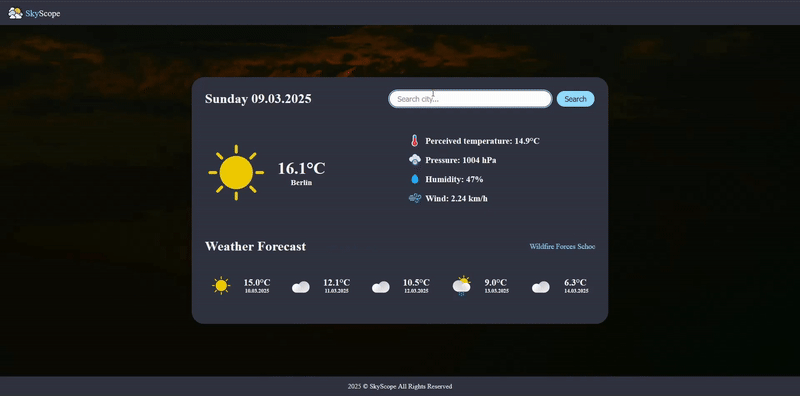 SkyScope
Sunday 09.03.2025
Search city...
Search
16.1°C
Berlin
Perceived temperature: 14.9°C
Pressure: 1004 hPa
Humidity: 47%
Wind: 2.24 km/h
Weather Forecast
Wildfire Forces Schoo
15.0°C
10.03.2025
12.1°C
11.03.2025
10.5°C
12.03.2025
9.0°C
13.03.2025
6.3°C
14.03.2025
2025 © SkyScope All Rights Reserved